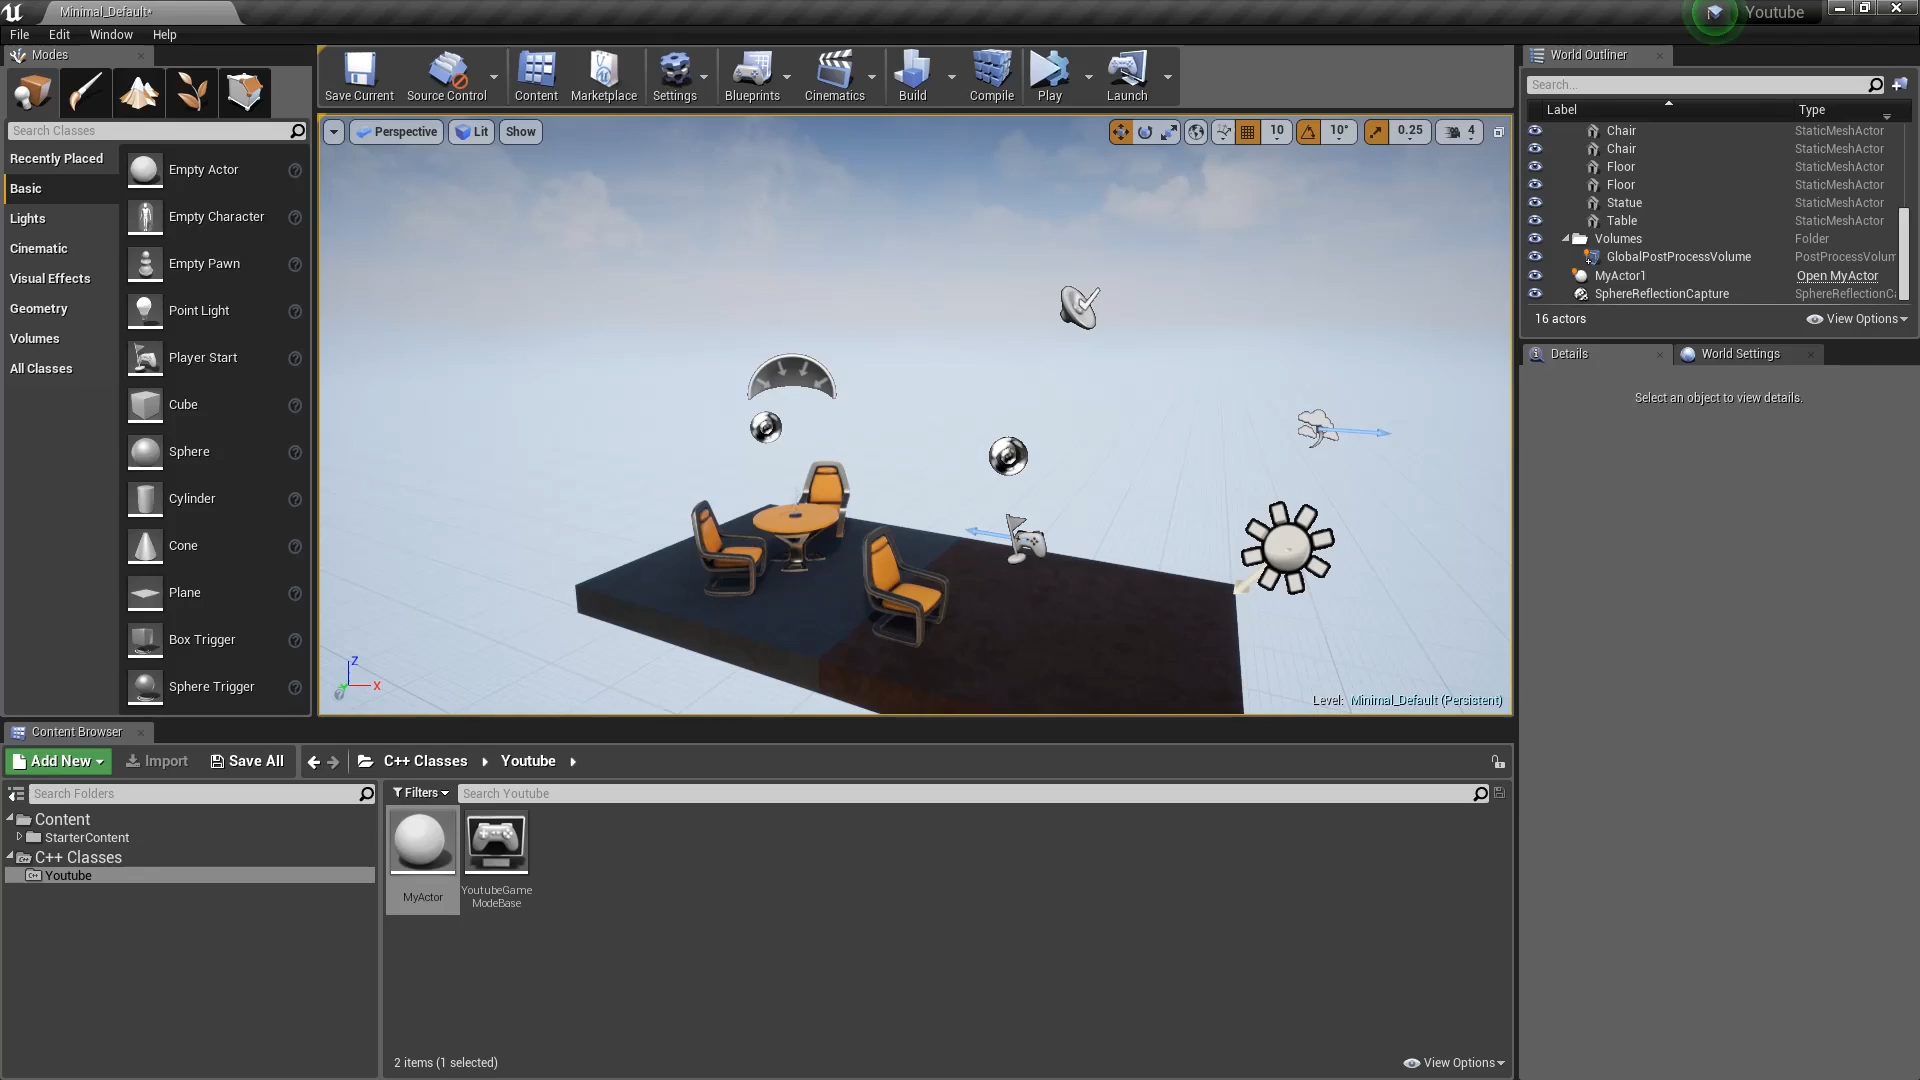 Minimal_Default•
Youtube
File Edit Window Help
Modes
Search Classes
Recently Placed
Basic
Lights
Cinematic
Visual Effects
Geometry
Volumes
All Classes
Empty Actor
Empty Character
Empty Pawn
Point Light
Player Start
Cube
Sphere
Cylinder
Cone
Plane
Box Trigger
Sphere Trigger
Save Current
Source Control
Content
Marketplace
Settings
Blueprints
Cinematics
Build
Compile
Play
Launch
Perspective
Lit
Show
10
10°
0.25
4
Z
X
Level: Minimal_Default (Persistent)
World Outliner
Search...
Label Type
Chair StaticMeshActor
Chair StaticMeshActor
Floor StaticMeshActor
Floor StaticMeshActor
Statue StaticMeshActor
Table StaticMeshActor
Volumes Folder
GlobalPostProcessVolume PostProcessVolum
MyActor1 Open MyActor
SphereReflectionCapture SphereReflectionCa
16 actors
View Options
Details
World Settings
Select an object to view details.
Content Browser
Add New
Import
Save All
C++ Classes
Youtube
Search Folders
Filters
Search Youtube
Content
StarterContent
C++ Classes
Youtube
MyActor
YoutubeGame
ModeBase
2 items (1 selected)
View Options